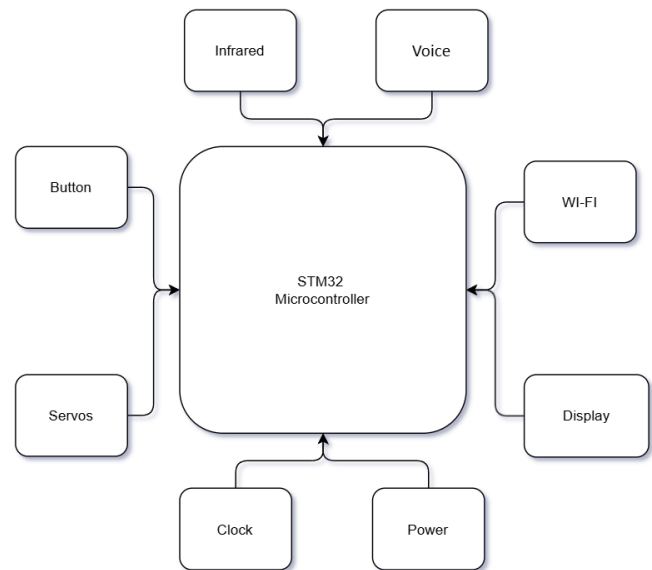 Infrared
Voice
Button
WI-FI
STM32
Microcontroller
Servos
Display
Clock
Power